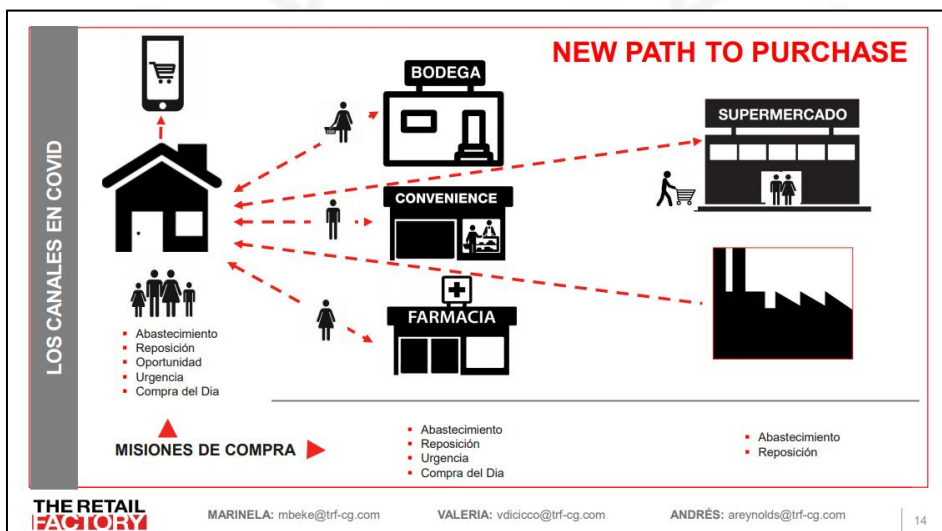 NEW PATH TO PURCHASE
LOS CANALES EN COVID
BODEGA
SUPERMERCADO
CONVENIENCE
FARMACIA
Abastecimiento
Reposición
Oportunidad
Urgencia
Compra del Dia
MISIONES DE COMPRA
Abastecimiento
Reposición
Urgencia
Compra del Dia
Abastecimiento
Reposición
THE RETAIL
FACTORY
MARINELA: mbeke@trf-cg.com
VALERIA: vdicicco@trf-cg.com
ANDRÉS: areynolds@trf-cg.com
14